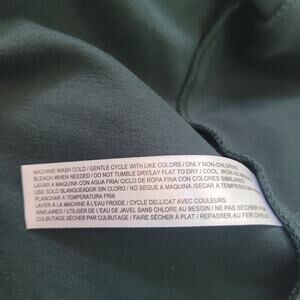 MACHINE WASH COLD / GENTLE CYCLE WITH LIKE COLORS / ONLY NON-CHLORINE
BLEACH WHEN NEEDED / DO NOT TUMBLE DRY/LAY FLAT TO DRY / COOL IRON AS
LAVAR A MAQUINA CON AGUA FRIA/ CICLO DE ROPA FINA CON COLORES SIMILARES
USE SOLO BLANQUEADOR SIN CLORO / NO SEQUE A MAQUINA /SECAR A TEMPERATURA
PLANCHAR A TEMPERATURA FRIA
LAVER A LA MACHINE À L'EAU FROIDE / CYCLE DÉLICAT AVEC COULEURS
SIMILAIRES / UTILISER DE L'EAU DE JAVEL SANS CHLORE AU BESOIN / NE PAS SÉCHER
CULBUTAGE SÉCHER PAR CULBUTAGE / FAIRE SÉCHER À PLAT / REPASSER AU FER